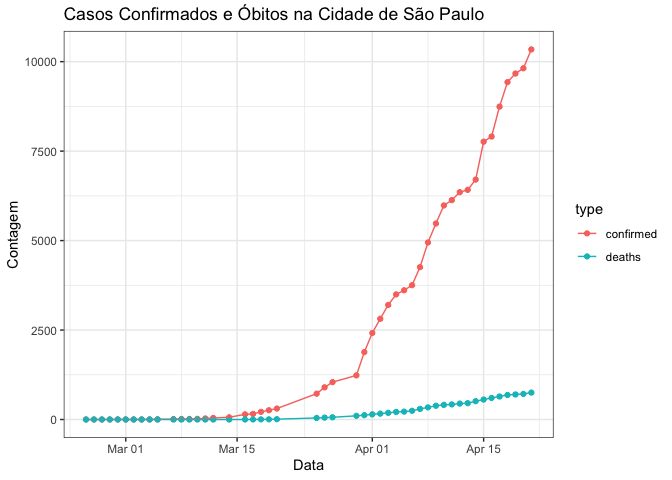 Casos Confirmados e Óbitos na Cidade de São Paulo
10000
7500
5000
2500
0
Contagem
Mar 01
Mar 15
Apr 01
Apr 15
Data
type
confirmed
deaths